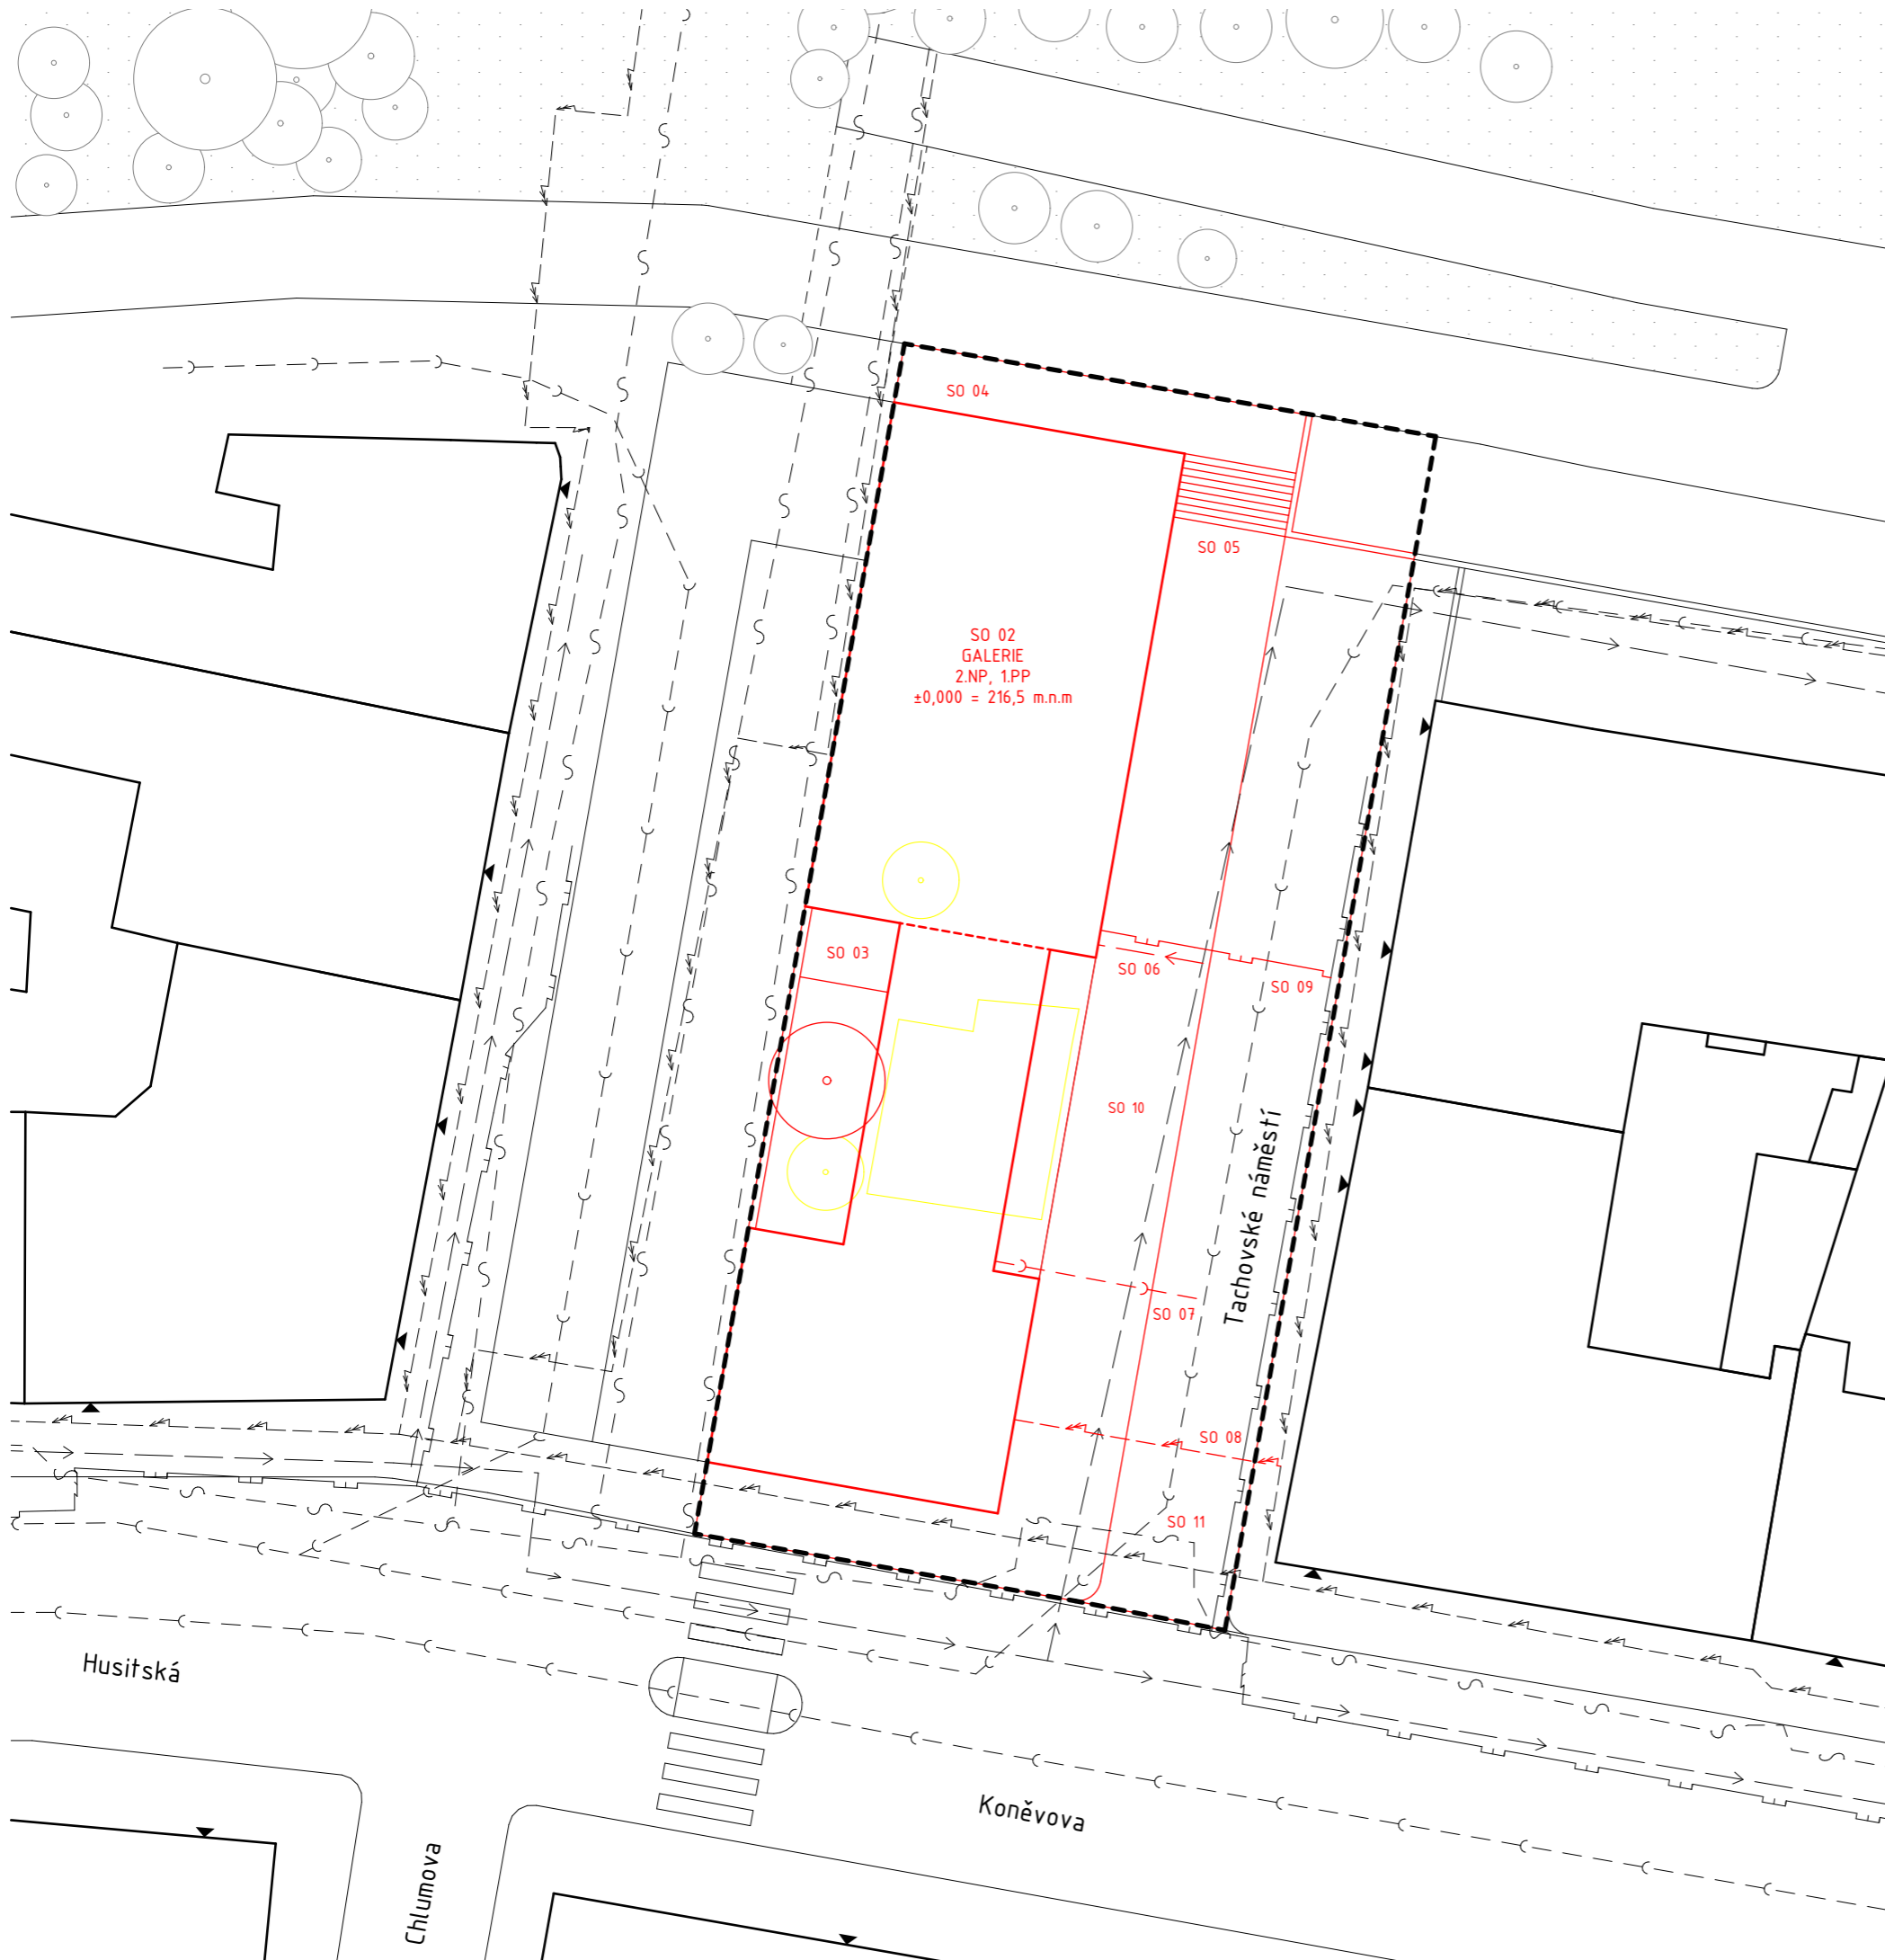 SO 04
SO 05
SO 02
GALERIE
2.NP, 1.PP
±0,000 = 216,5 m.n.m
SO 03
SO 06
SO 09
SO 10
Tachovské náměstí
SO 07
SO 08
SO 11
Husitská
Koněvova
Chlumova